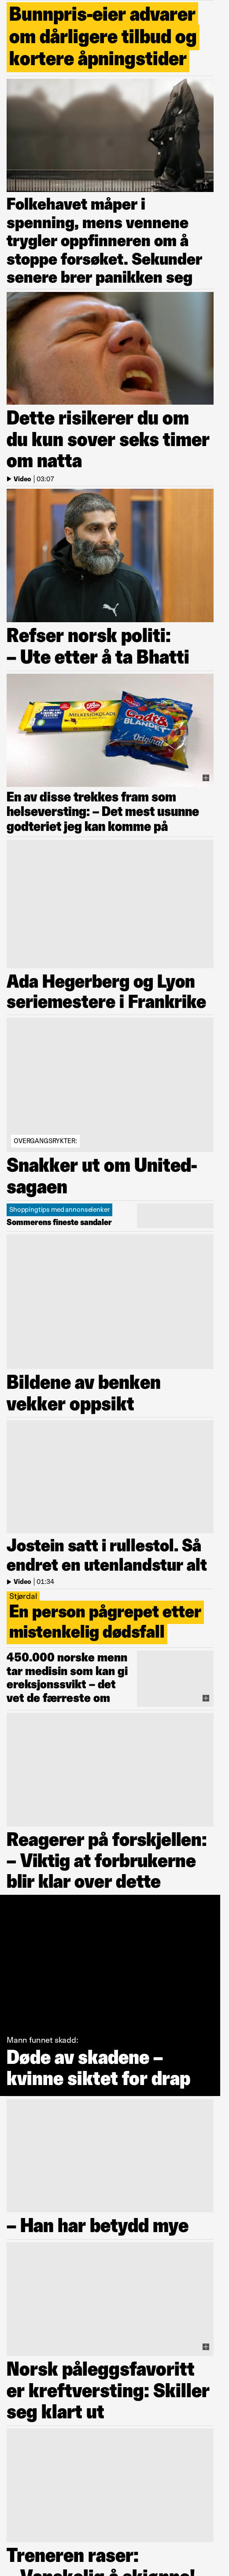 Bunnpris-eier advarer
om dårligere tilbud og
kortere åpningstider
Folkehavet måper i
spenning, mens vennene
trygler oppfinneren om å
stoppe forsøket. Sekunder
senere brer panikken seg
Dette risikerer du om
du kun sover seks timer
om natta
Video | 03:07
Refser norsk politi:
– Ute etter å ta Bhatti
MELKESJOKOLADE
Godt &
BLANDET
Original
En av disse trekkes fram som
helseversting: – Det mest usunne
godteriet jeg kan komme på
Ada Hegerberg og Lyon
seriemestere i Frankrike
OVERGANGSRYKTER:
Snakker ut om United-
sagaen
Shoppingtips med annonselenker
Sommerens fineste sandaler
Bildene av benken
vekker oppsikt
Jostein satt i rullestol. Så
endret en utenlandstur alt
Video | 01:34
Stjørdal
En person pågrepet etter
mistenkelig dødsfall
450.000 norske menn
tar medisin som kan gi
ereksjonssvikt – det
vet de færreste om
Reagerer på forskjellen:
– Viktig at forbrukerne
blir klar over dette
Mann funnet skadd:
Døde av skadene –
kvinne siktet for drap
– Han har betydd mye
Norsk påleggsfavoritt
er kreftversting: Skiller
seg klart ut
Treneren raser:
– Vanskelig å skjønne!